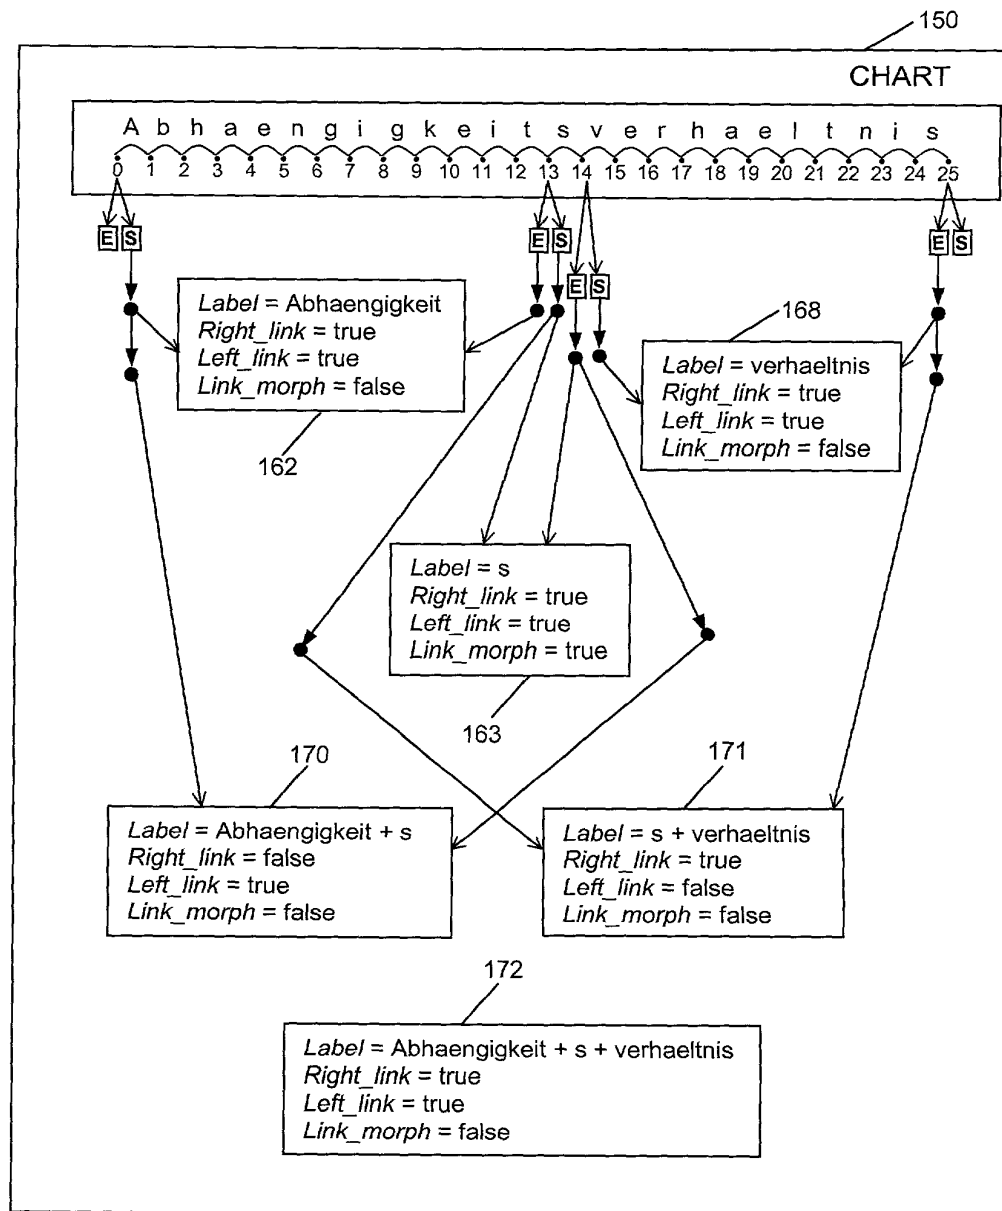 150
CHART
A b h a e n g i g k e i t s v e r h a e l t n i s
0 1 2 3 4 5 6 7 8 9 10 11 12 13 14 15 16 17 18 19 20 21 22 23 24 25
E S E S E S
E S
Label = Abhaengigkeit
Right_link = true
Left_link = true
Link_morph = false
162
168
Label = verhaeltnis
Right_link = true
Left_link = true
Link_morph = false
Label = s
Right_link = true
Left_link = true
Link_morph = true
163
170
Label = Abhaengigkeit + s
Right_link = false
Left_link = true
Link_morph = false
171
Label = s + verhaeltnis
Right_link = true
Left_link = false
Link_morph = false
172
Label = Abhaengigkeit + s + verhaeltnis
Right_link = true
Left_link = true
Link_morph = false